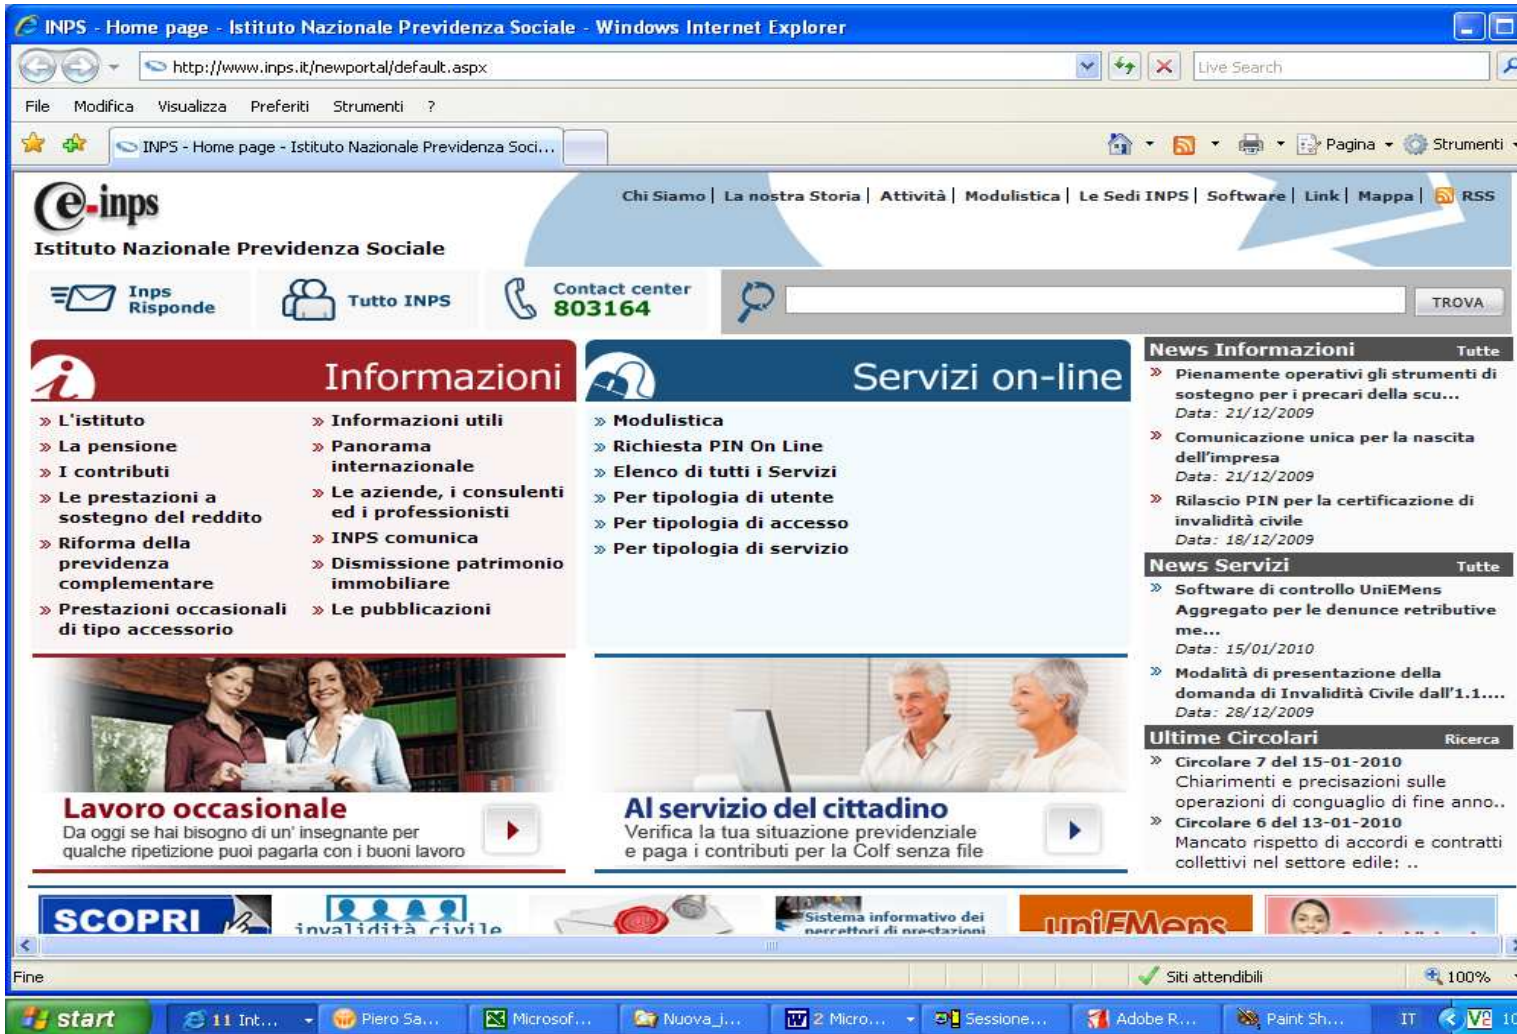 INPS - Home page - Istituto Nazionale Previdenza Sociale - Windows Internet Explorer
http://www.inps.it/newportal/default.aspx
Live Search
File Modifica Visualizza Preferiti Strumenti ?
INPS - Home page - Istituto Nazionale Previdenza Soci...
Pagina Strumenti
e-inps
Chi Siamo | La nostra Storia | Attività | Modulistica | Le Sedi INPS | Software | Link | Mappa | RSS
Istituto Nazionale Previdenza Sociale
Inps
Risponde
Tutto INPS
Contact center
803164
TROVA
Informazioni
» L'istituto
» La pensione
» I contributi
» Le prestazioni a
sostegno del reddito
» Riforma della
previdenza
complementare
» Prestazioni occasionali
di tipo accessorio
» Informazioni utili
» Panorama
internazionale
» Le aziende, i consulenti
ed i professionisti
» INPS comunica
» Dismissione patrimonio
immobiliare
» Le pubblicazioni
Servizi on-line
» Modulistica
» Richiesta PIN On Line
» Elenco di tutti i Servizi
» Per tipologia di utente
» Per tipologia di accesso
» Per tipologia di servizio
News Informazioni Tutte
» Pienamente operativi gli strumenti di
sostegno per i precari della scu...
Data: 21/12/2009
» Comunicazione unica per la nascita
dell'impresa
Data: 21/12/2009
» Rilascio PIN per la certificazione di
invalidità civile
Data: 18/12/2009
News Servizi Tutte
» Software di controllo UniEMens
Aggregato per le denunce retributive
me...
Data: 15/01/2010
» Modalità di presentazione della
domanda di Invalidità Civile dall'1.1....
Data: 28/12/2009
Ultime Circolari Ricerca
» Circolare 7 del 15-01-2010
Chiarimenti e precisazioni sulle
operazioni di conguaglio di fine anno..
» Circolare 6 del 13-01-2010
Mancato rispetto di accordi e contratti
collettivi nel settore edile: ..
Lavoro occasionale
Da oggi se hai bisogno di un' insegnante per
qualche ripetizione puoi pagarla con i buoni lavoro
Al servizio del cittadino
Verifica la tua situazione previdenziale
e paga i contributi per la Colf senza file
SCOPRI
invalidità civile
Sistema informativo dei
percettori di prestazioni
uniEMens
Fine
Siti attendibili
100%
start
11 Int...
Piero Sa...
Microsof...
Nuova_j...
2 Micro...
Sessione...
Adobe R...
Paint Sh...
IT